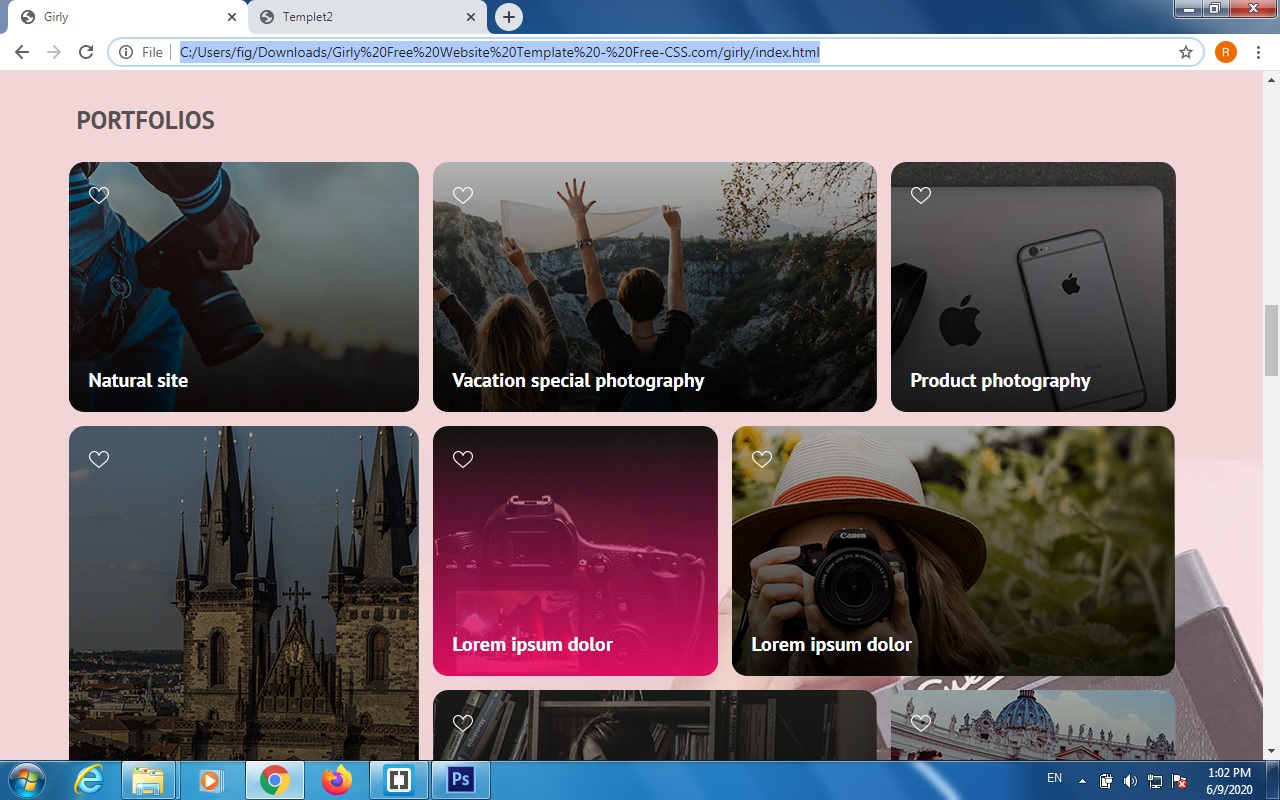 Girly
Templet2
File
C:/Users/fig/Downloads/Girly%20Free%20Website%20Template%20-%20Free-CSS.com/girly/index.html
R
PORTFOLIOS
Natural site
Vacation special photography
Product photography
Canon
Lorem ipsum dolor
Lorem ipsum dolor
Ps
EN
1:02 PM
6/9/2020